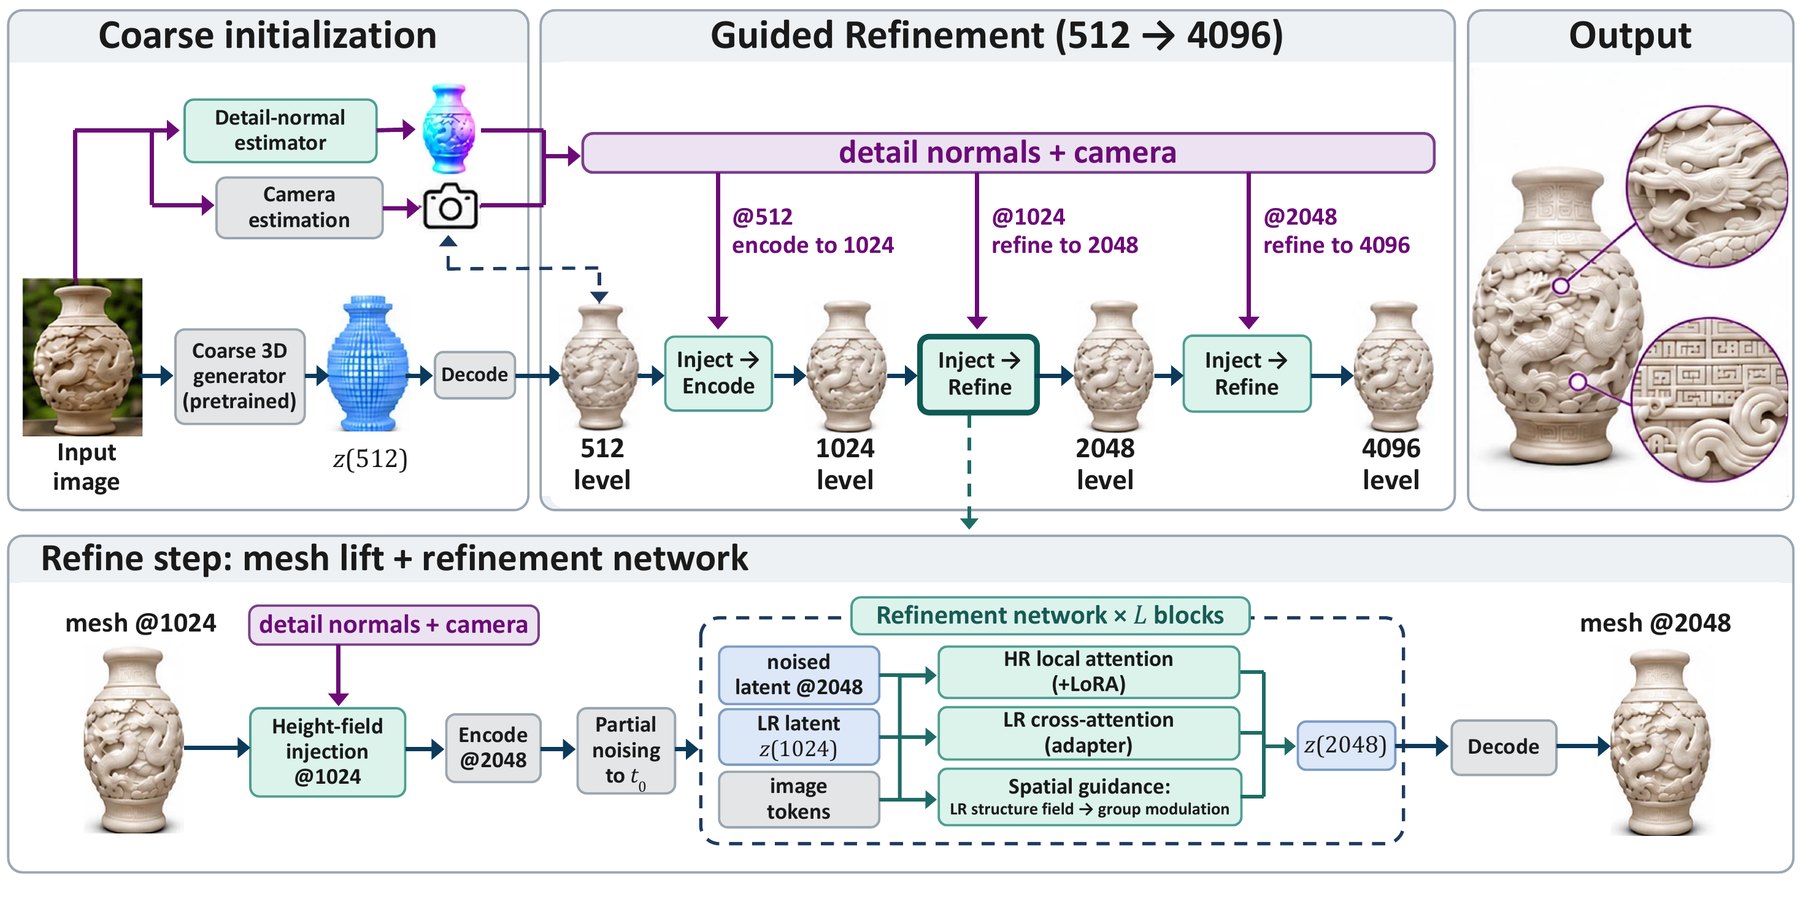 Coarse initialization
Detail-normal
estimator
Camera
estimation
Input
image
Coarse 3D
generator
(pretrained)
z(512)
Decode
Guided Refinement (512 → 4096)
detail normals + camera
@512
encode to 1024
@1024
refine to 2048
@2048
refine to 4096
512
level
Inject →
Encode
1024
level
Inject →
Refine
2048
level
Inject →
Refine
4096
level
Output
Refine step: mesh lift + refinement network
mesh @1024
detail normals + camera
Height-field
injection
@1024
Encode
@2048
Partial
noising
to t₀
Refinement network × L blocks
noised
latent @2048
LR latent
z(1024)
image
tokens
HR local attention
(+LoRA)
LR cross-attention
(adapter)
Spatial guidance:
LR structure field → group modulation
z(2048)
Decode
mesh @2048